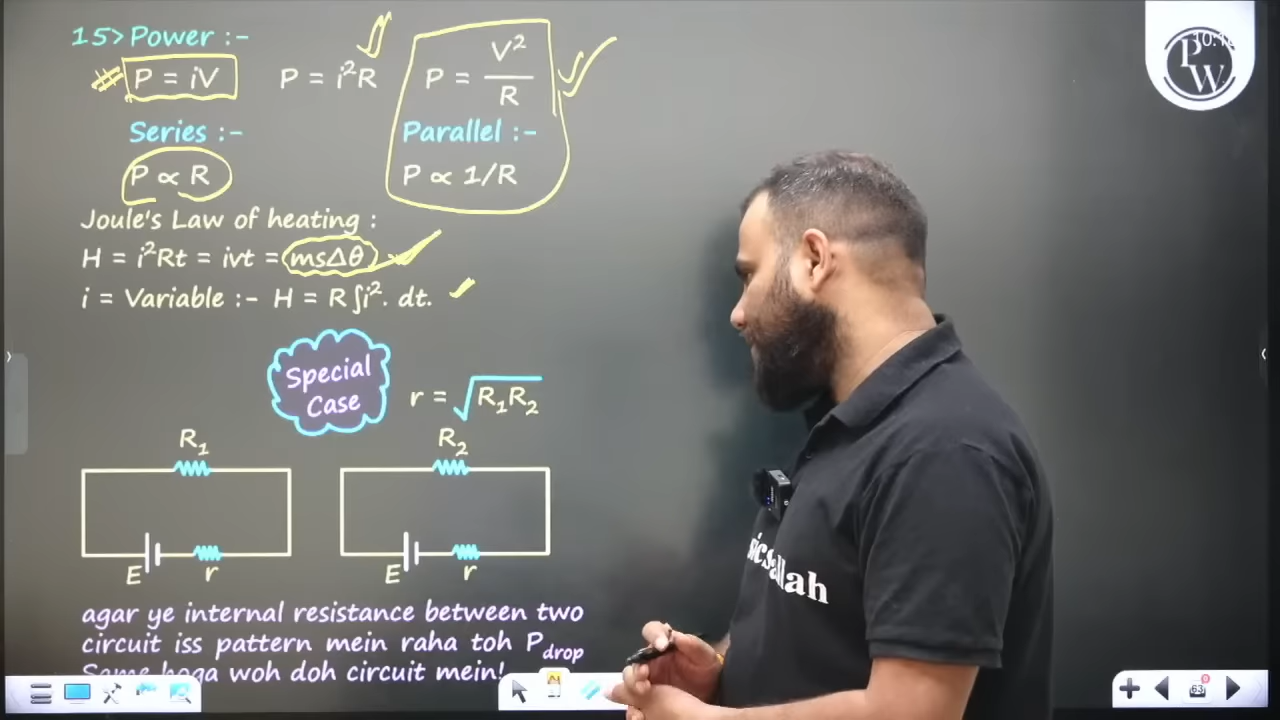 15> Power :-
P = iV P = i²R P = V²/R
Series :- Parallel :-
P ∝ R P ∝ 1/R
Joule's Law of heating :
H = i²Rt = ivt = msΔθ
i = Variable :- H = R∫i². dt.
Special
Case
r = √R₁R₂
R₁ R₂
E r E r
agar ye internal resistance between two
circuit iss pattern mein raha toh P drop
Same hoga woh doh circuit mein!
PW
63